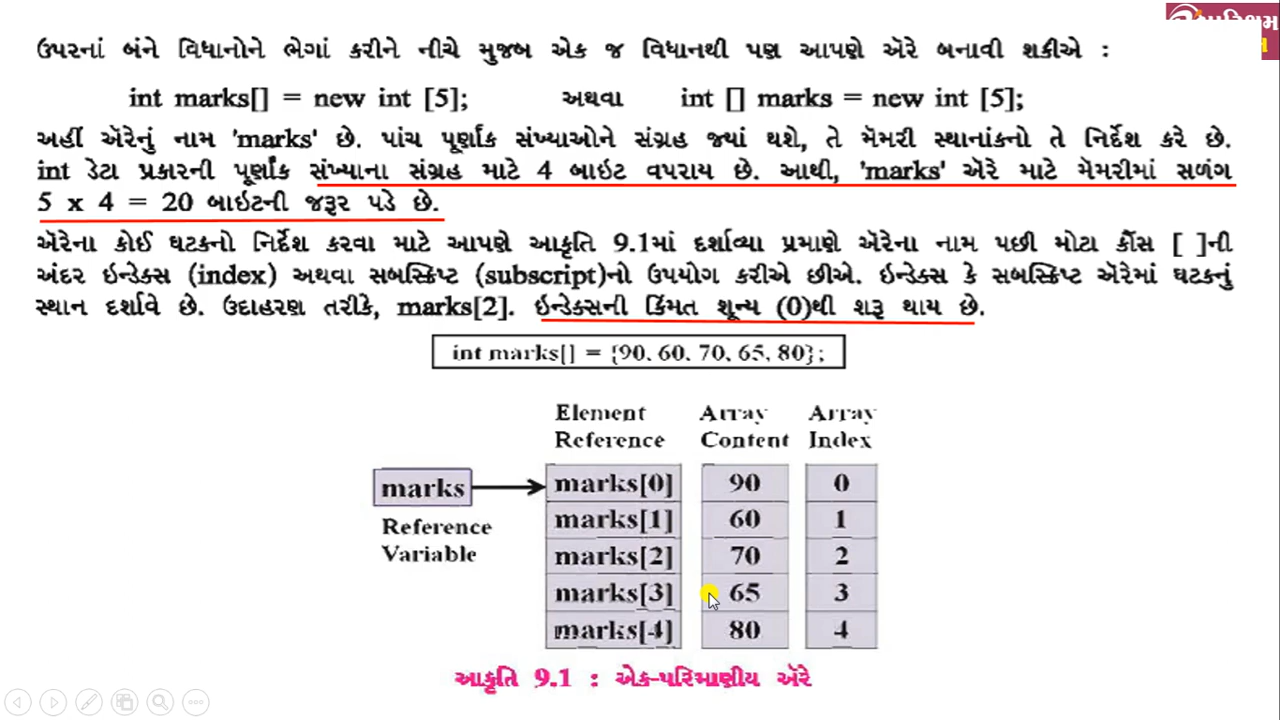 ઉપરનાં બંને વિધાનોને ભેગાં કરીને નીચે મુજબ એક જ વિધાનથી પણ આપણે ઍરે બનાવી શકીએ :
int marks[] = new int [5]; અથવા int [] marks = new int [5];
અહીં ઍરેનું નામ 'marks' છે. પાંચ પૂર્ણાંક સંખ્યાઓને સંગ્રહ જ્યાં થશે, તે મૅમરી સ્થાનાંકનો તે નિર્દેશ કરે છે.
int ડેટા પ્રકારની પૂર્ણાંક સંખ્યાના સંગ્રહ માટે 4 બાઇટ વપરાય છે. આથી, 'marks' ઍરે માટે મૅમરીમાં સળંગ
5 x 4 = 20 બાઇટની જરૂર પડે છે.
ઍરેના કોઈ ઘટકનો નિર્દેશ કરવા માટે આપણે આકૃતિ 9.1માં દર્શાવ્યા પ્રમાણે ઍરેના નામ પછી મોટા કૌંસ [ ]ની
અંદર ઇન્ડેક્સ (index) અથવા સબસ્ક્રિપ્ટ (subscript)નો ઉપયોગ કરીએ છીએ. ઇન્ડેક્સ કે સબસ્ક્રિપ્ટ ઍરેમાં ઘટકનું
સ્થાન દર્શાવે છે. ઉદાહરણ તરીકે, marks[2]. ઇન્ડેક્સની કિંમત શૂન્ય (0)થી શરૂ થાય છે.
int marks[] = {90, 60, 70, 65, 80};
Element Array Array
Reference Content Index
marks marks[0] 90 0
Reference marks[1] 60 1
Variable marks[2] 70 2
marks[3] 65 3
marks[4] 80 4
આકૃતિ 9.1 : એક-પરિમાણીય ઍરે